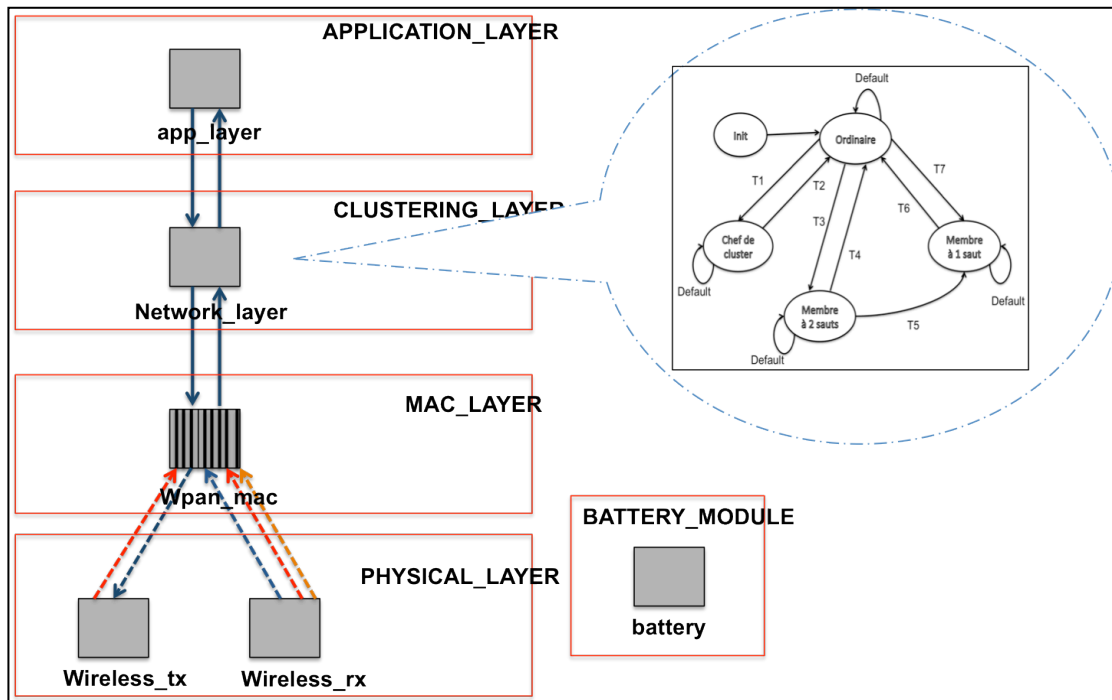 APPLICATION_LAYER
app_layer
CLUSTERING_LAYER
Network_layer
MAC_LAYER
Wpan_mac
PHYSICAL_LAYER
Wireless_tx
Wireless_rx
BATTERY_MODULE
battery
Default
Init
Ordinaire
T1
T2
T7
T3
T6
T4
Chef de
cluster
Membre
à 1 saut
Default
Default
Membre
à 2 sauts
T5
Default